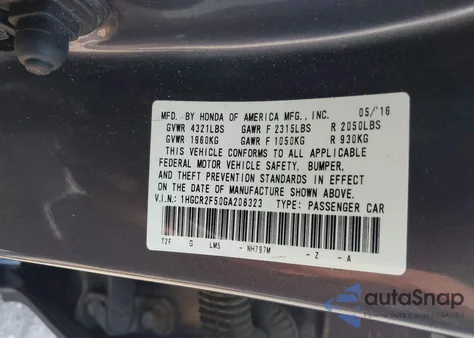 MFD. BY HONDA OF AMERICA MFG., INC. 05/'16
GVWR 4321LBS GAWR F 2315LBS R 2050LBS
GVWR 1960KG GAWR F 1050KG R 930KG
THIS VEHICLE CONFORMS TO ALL APPLICABLE
FEDERAL MOTOR VEHICLE SAFETY, BUMPER,
AND THEFT PREVENTION STANDARDS IN EFFECT
ON THE DATE OF MANUFACTURE SHOWN ABOVE.
V.I.N.: 1HGCR2F50GA208323 TYPE: PASSENGER CAR
T2F G LM5 - NH797M - Z - A
autoSnap